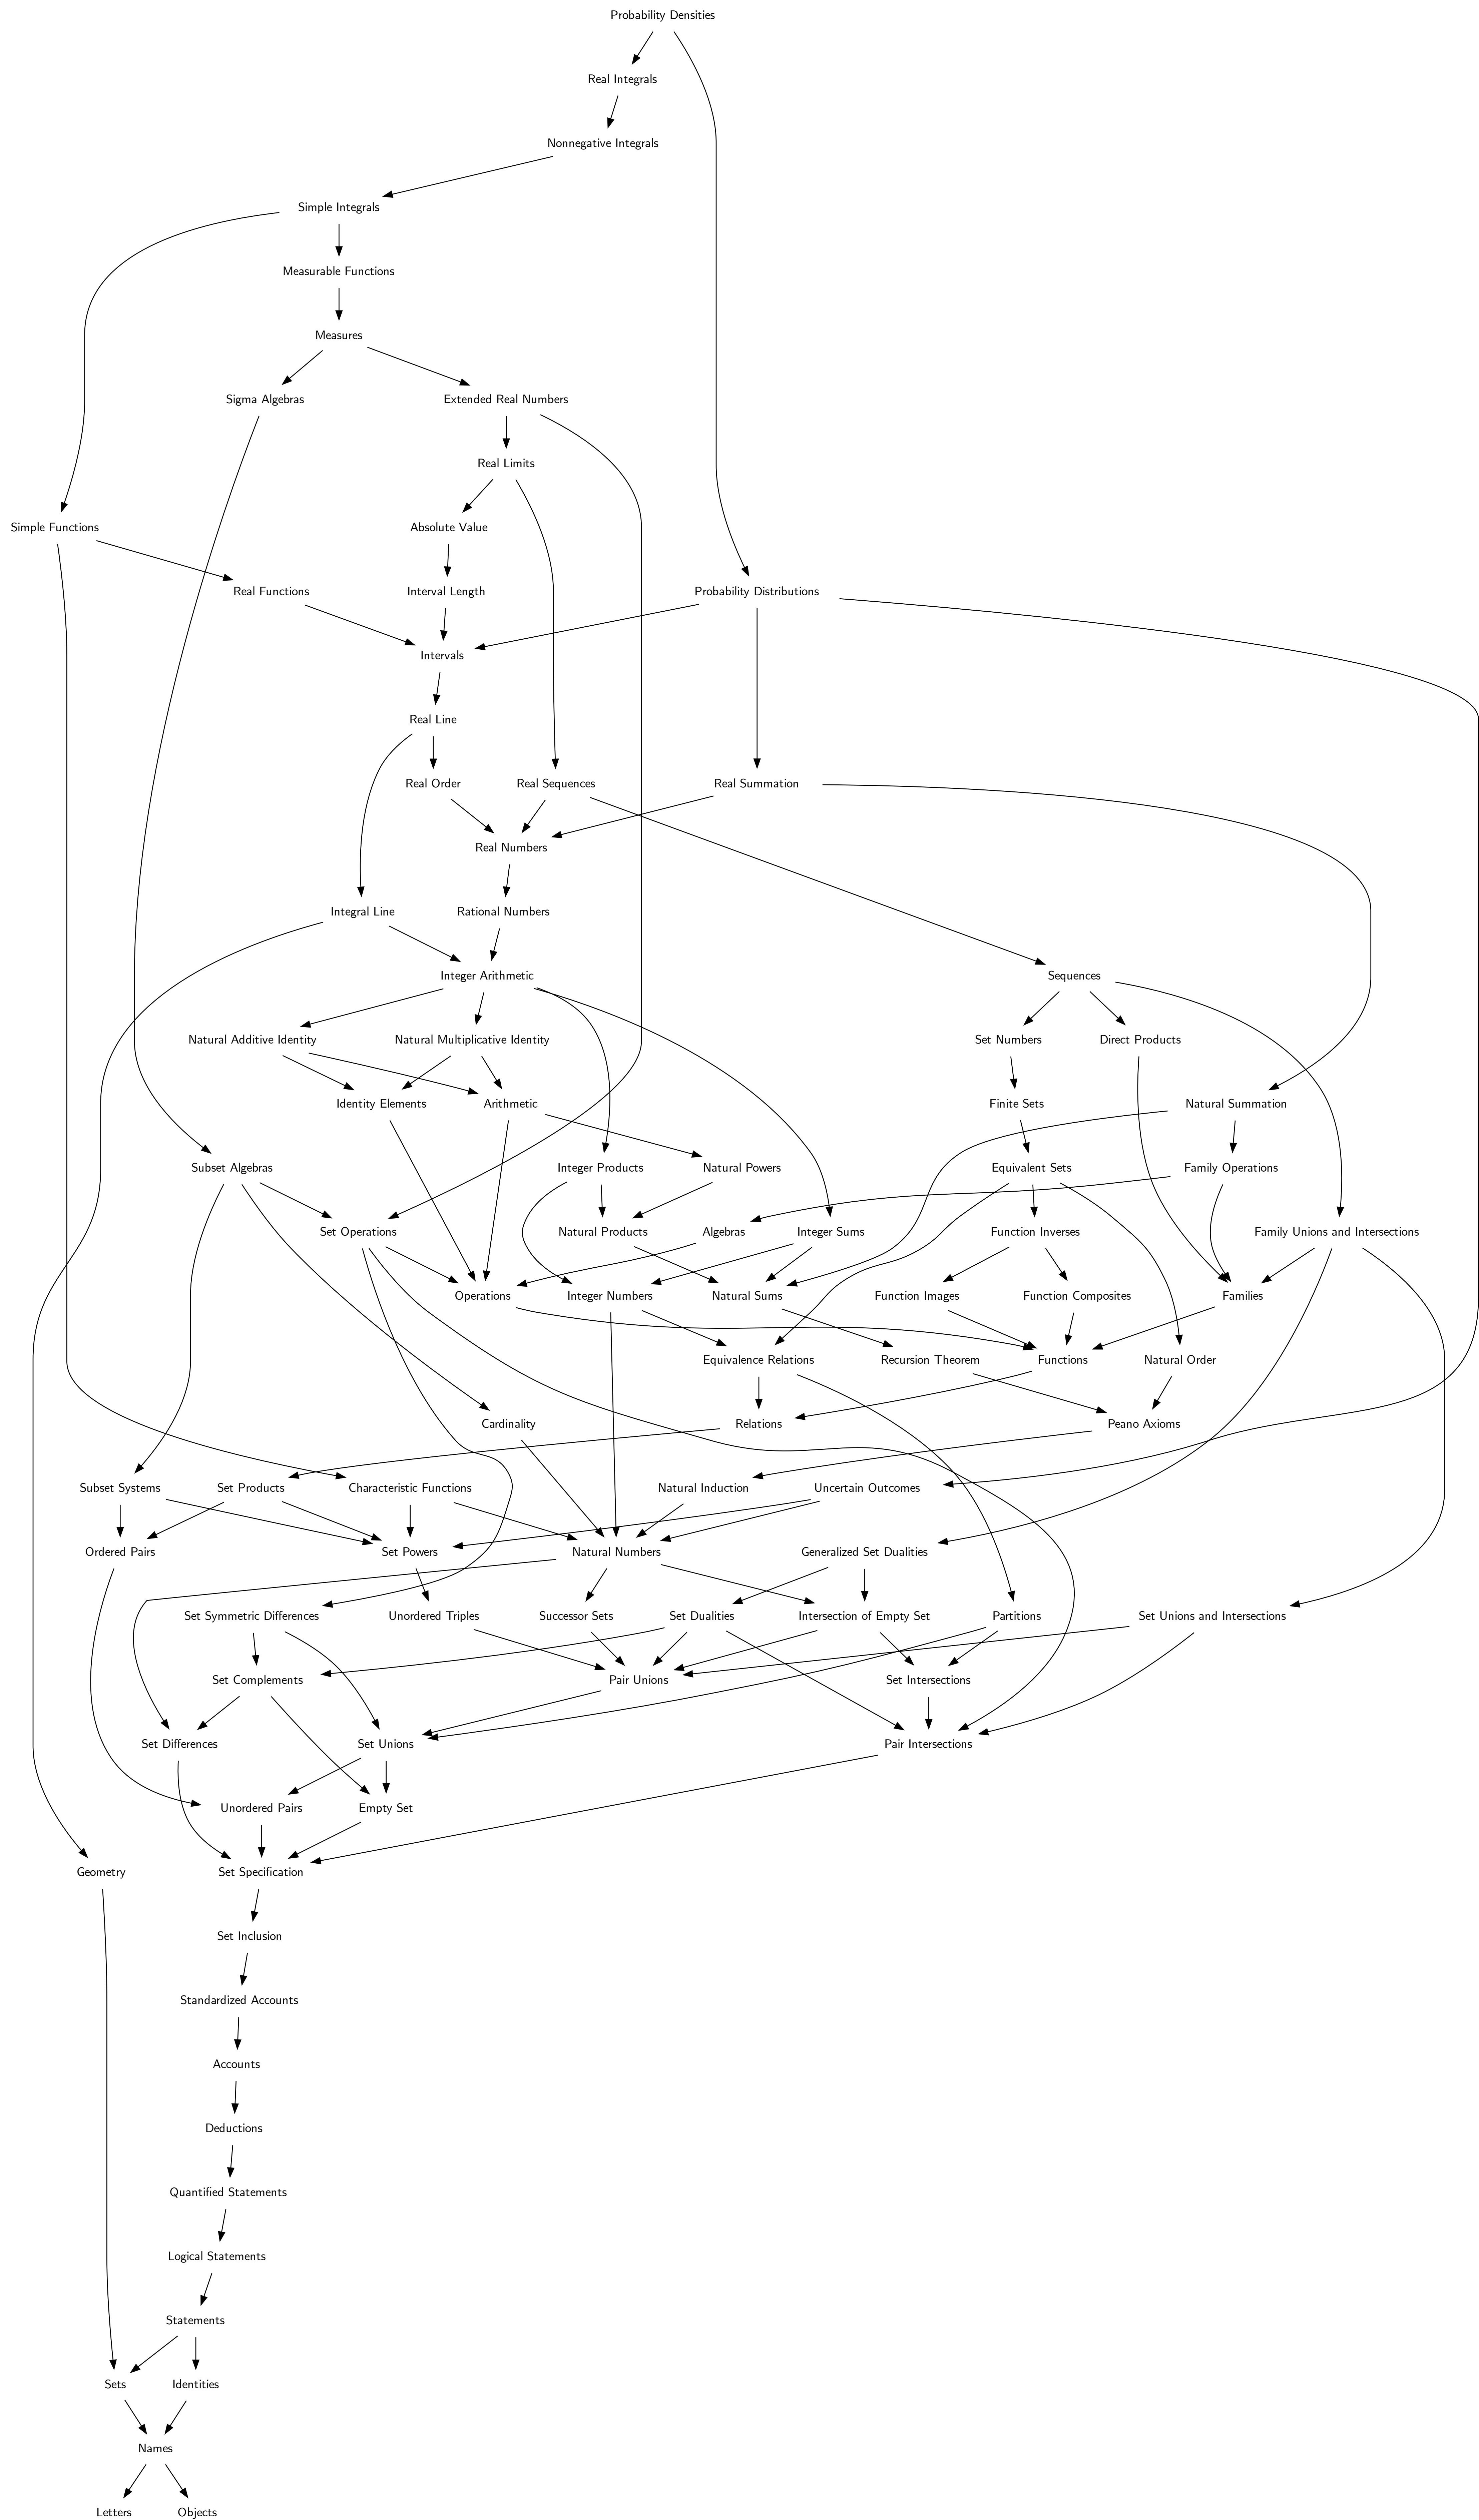 Probability Densities
Real Integrals
Nonnegative Integrals
Simple Integrals
Measurable Functions
Measures
Sigma Algebras
Extended Real Numbers
Real Limits
Simple Functions
Absolute Value
Real Functions
Interval Length
Probability Distributions
Intervals
Real Line
Real Order
Real Sequences
Real Summation
Real Numbers
Integral Line
Rational Numbers
Integer Arithmetic
Sequences
Natural Additive Identity
Natural Multiplicative Identity
Set Numbers
Direct Products
Identity Elements
Arithmetic
Finite Sets
Natural Summation
Subset Algebras
Integer Products
Natural Powers
Equivalent Sets
Family Operations
Set Operations
Natural Products
Algebras
Integer Sums
Function Inverses
Family Unions and Intersections
Operations
Integer Numbers
Natural Sums
Function Images
Function Composites
Families
Equivalence Relations
Recursion Theorem
Functions
Natural Order
Cardinality
Relations
Peano Axioms
Subset Systems
Set Products
Characteristic Functions
Natural Induction
Uncertain Outcomes
Ordered Pairs
Set Powers
Natural Numbers
Generalized Set Dualities
Set Symmetric Differences
Unordered Triples
Successor Sets
Set Dualities
Intersection of Empty Set
Partitions
Set Unions and Intersections
Set Complements
Pair Unions
Set Intersections
Set Differences
Set Unions
Pair Intersections
Unordered Pairs
Empty Set
Geometry
Set Specification
Set Inclusion
Standardized Accounts
Accounts
Deductions
Quantified Statements
Logical Statements
Statements
Sets
Identities
Names
Letters
Objects